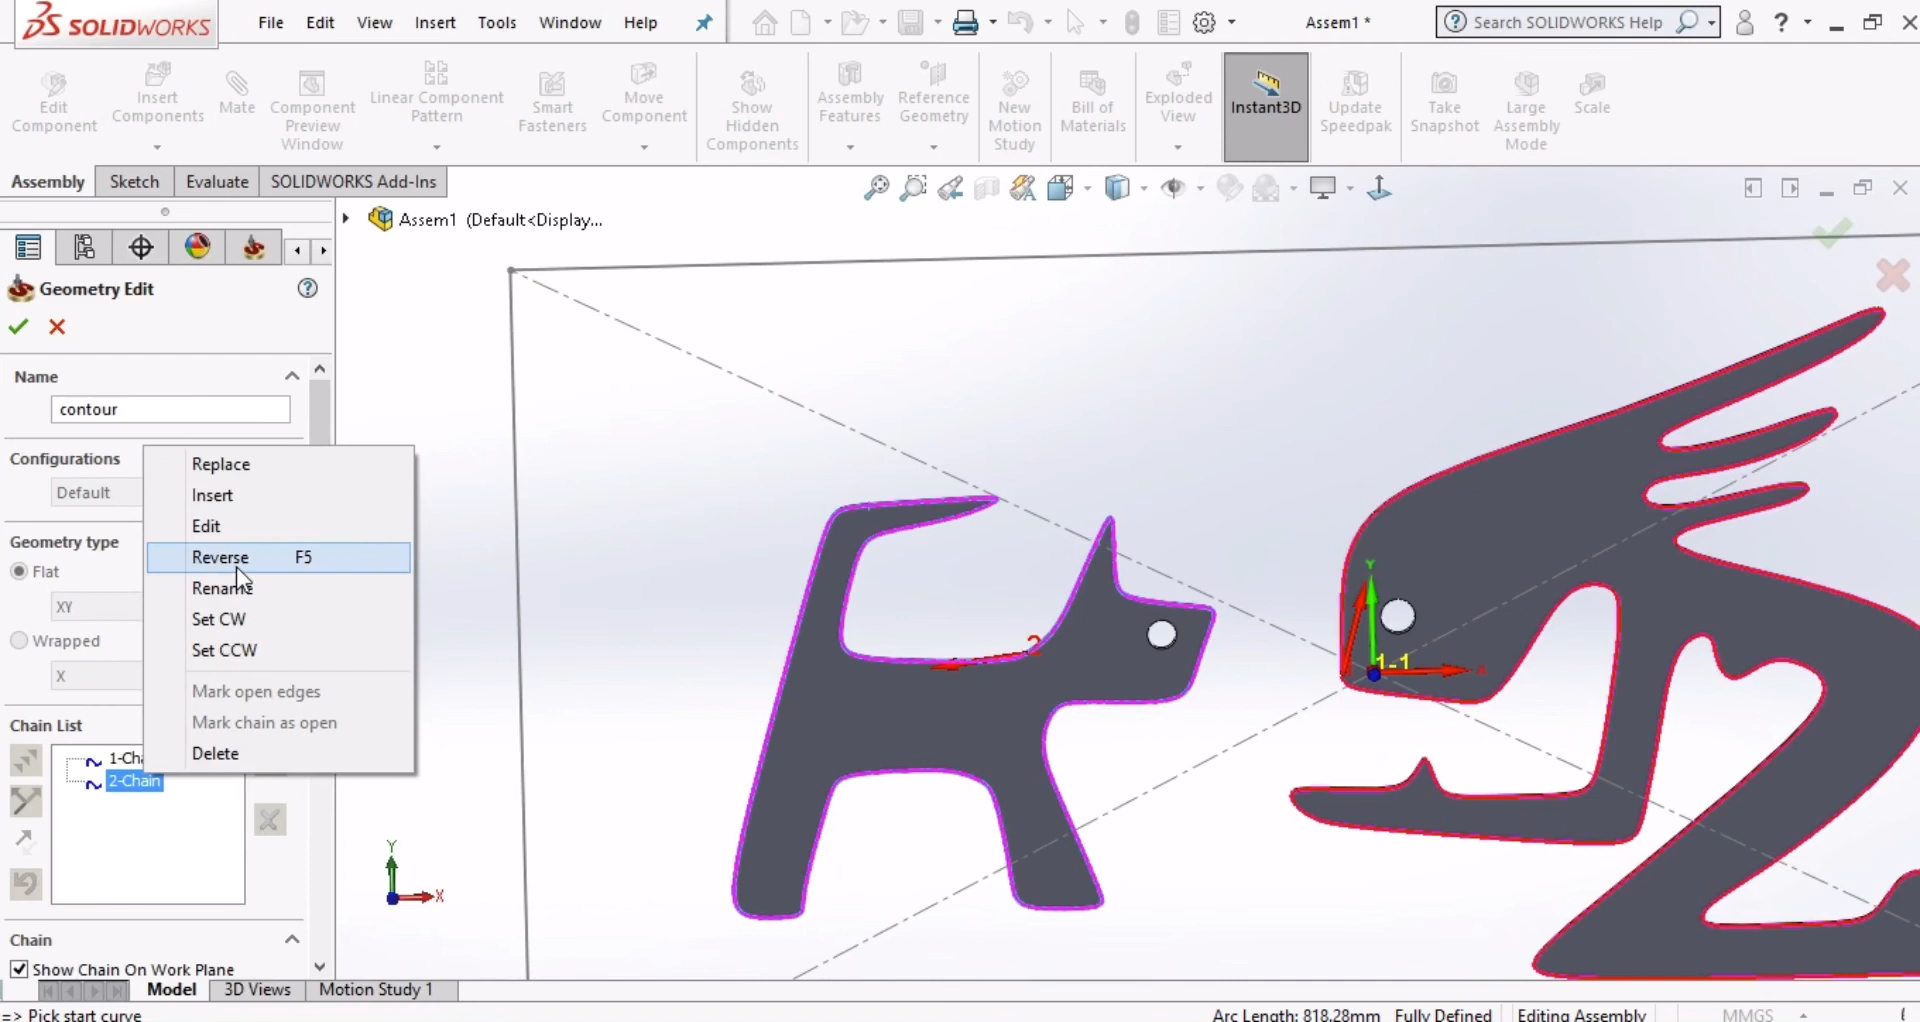 SOLIDWORKS
File Edit View Insert Tools Window Help
Assem1 *
Search SOLIDWORKS Help
?
Edit Component
Insert Components
Mate
Component Preview Window
Linear Component Pattern
Smart Fasteners
Move Component
Show Hidden Components
Assembly Features
Reference Geometry
New Motion Study
Bill of Materials
Exploded View
Instant3D
Update Speedpak
Take Snapshot
Large Assembly Mode
Scale
Assembly Sketch Evaluate SOLIDWORKS Add-Ins
Assem1 (Default<Display...
Geometry Edit
?
Name
contour
Configurations
Default
Geometry type
Flat
XY
Wrapped
X
Chain List
1-Cha
2-Chain
Replace
Insert
Edit
Reverse F5
Rename
Set CW
Set CCW
Mark open edges
Mark chain as open
Delete
Chain
Show Chain On Work Plane
2
Y
1-1
X
Y
X
Model 3D Views Motion Study 1
=> Pick start curve
Arc Length: 818.28mm Fully Defined Editing Assembly MMGS